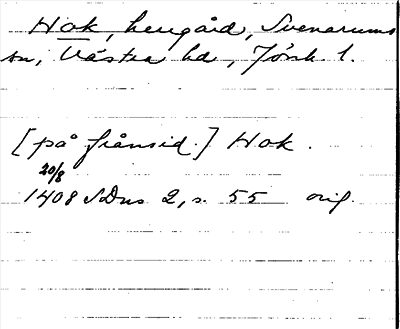 Hok, herrgård, Svenarums
sn, Västra hd, Jönk. l.
[på frånsid.] Hok.
20/8
1408 SDns 2, s. 55 orig.